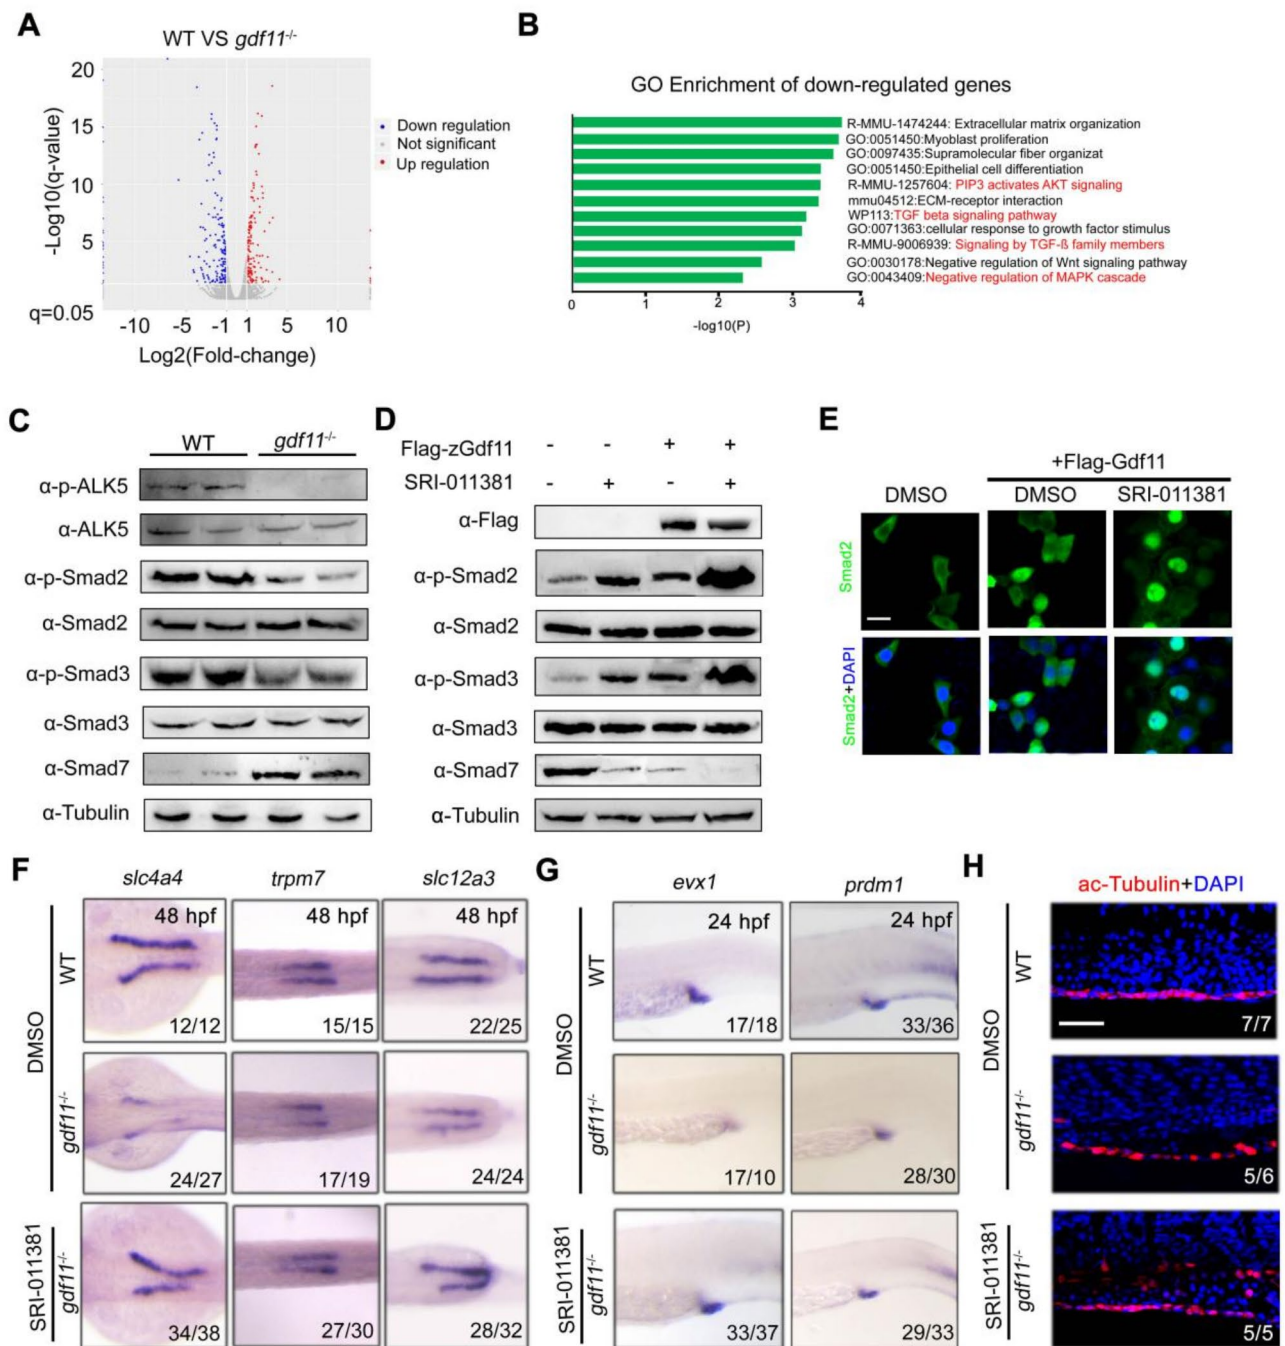 A
WT VS gdf11-/-
20
15
10
5
q=0.05
-Log10(q-value)
-10 -5 -1 1 5 10
Log2(Fold-change)
Down regulation
Not significant
Up regulation
B
GO Enrichment of down-regulated genes
R-MMU-1474244: Extracellular matrix organization
GO:0051450:Myoblast proliferation
GO:0097435:Supramolecular fiber organizat
GO:0051450:Epithelial cell differentiation
R-MMU-1257604: PIP3 activates AKT signaling
mmu04512:ECM-receptor interaction
WP113:TGF beta signaling pathway
GO:0071363:cellular response to growth factor stimulus
R-MMU-9006939: Signaling by TGF-ß family members
GO:0030178:Negative regulation of Wnt signaling pathway
GO:0043409:Negative regulation of MAPK cascade
0 1 2 3 4
-log10(P)
C
WT gdf11-/-
α-p-ALK5
α-ALK5
α-p-Smad2
α-Smad2
α-p-Smad3
α-Smad3
α-Smad7
α-Tubulin
D
Flag-zGdf11 - - + +
SRI-011381 - + - +
α-Flag
α-p-Smad2
α-Smad2
α-p-Smad3
α-Smad3
α-Smad7
α-Tubulin
E
+Flag-Gdf11
DMSO DMSO SRI-011381
Smad2
Smad2+DAPI
F
slc4a4 trpm7 slc12a3
DMSO
WT
48 hpf 48 hpf 48 hpf
12/12 15/15 22/25
gdf11-/-
24/27 17/19 24/24
SRI-011381
gdf11-/-
34/38 27/30 28/32
G
evx1 prdm1
DMSO
WT
24 hpf 24 hpf
17/18 33/36
gdf11-/-
17/10 28/30
SRI-011381
gdf11-/-
33/37 29/33
H
ac-Tubulin+DAPI
DMSO
WT
7/7
gdf11-/-
5/6
SRI-011381
gdf11-/-
5/5